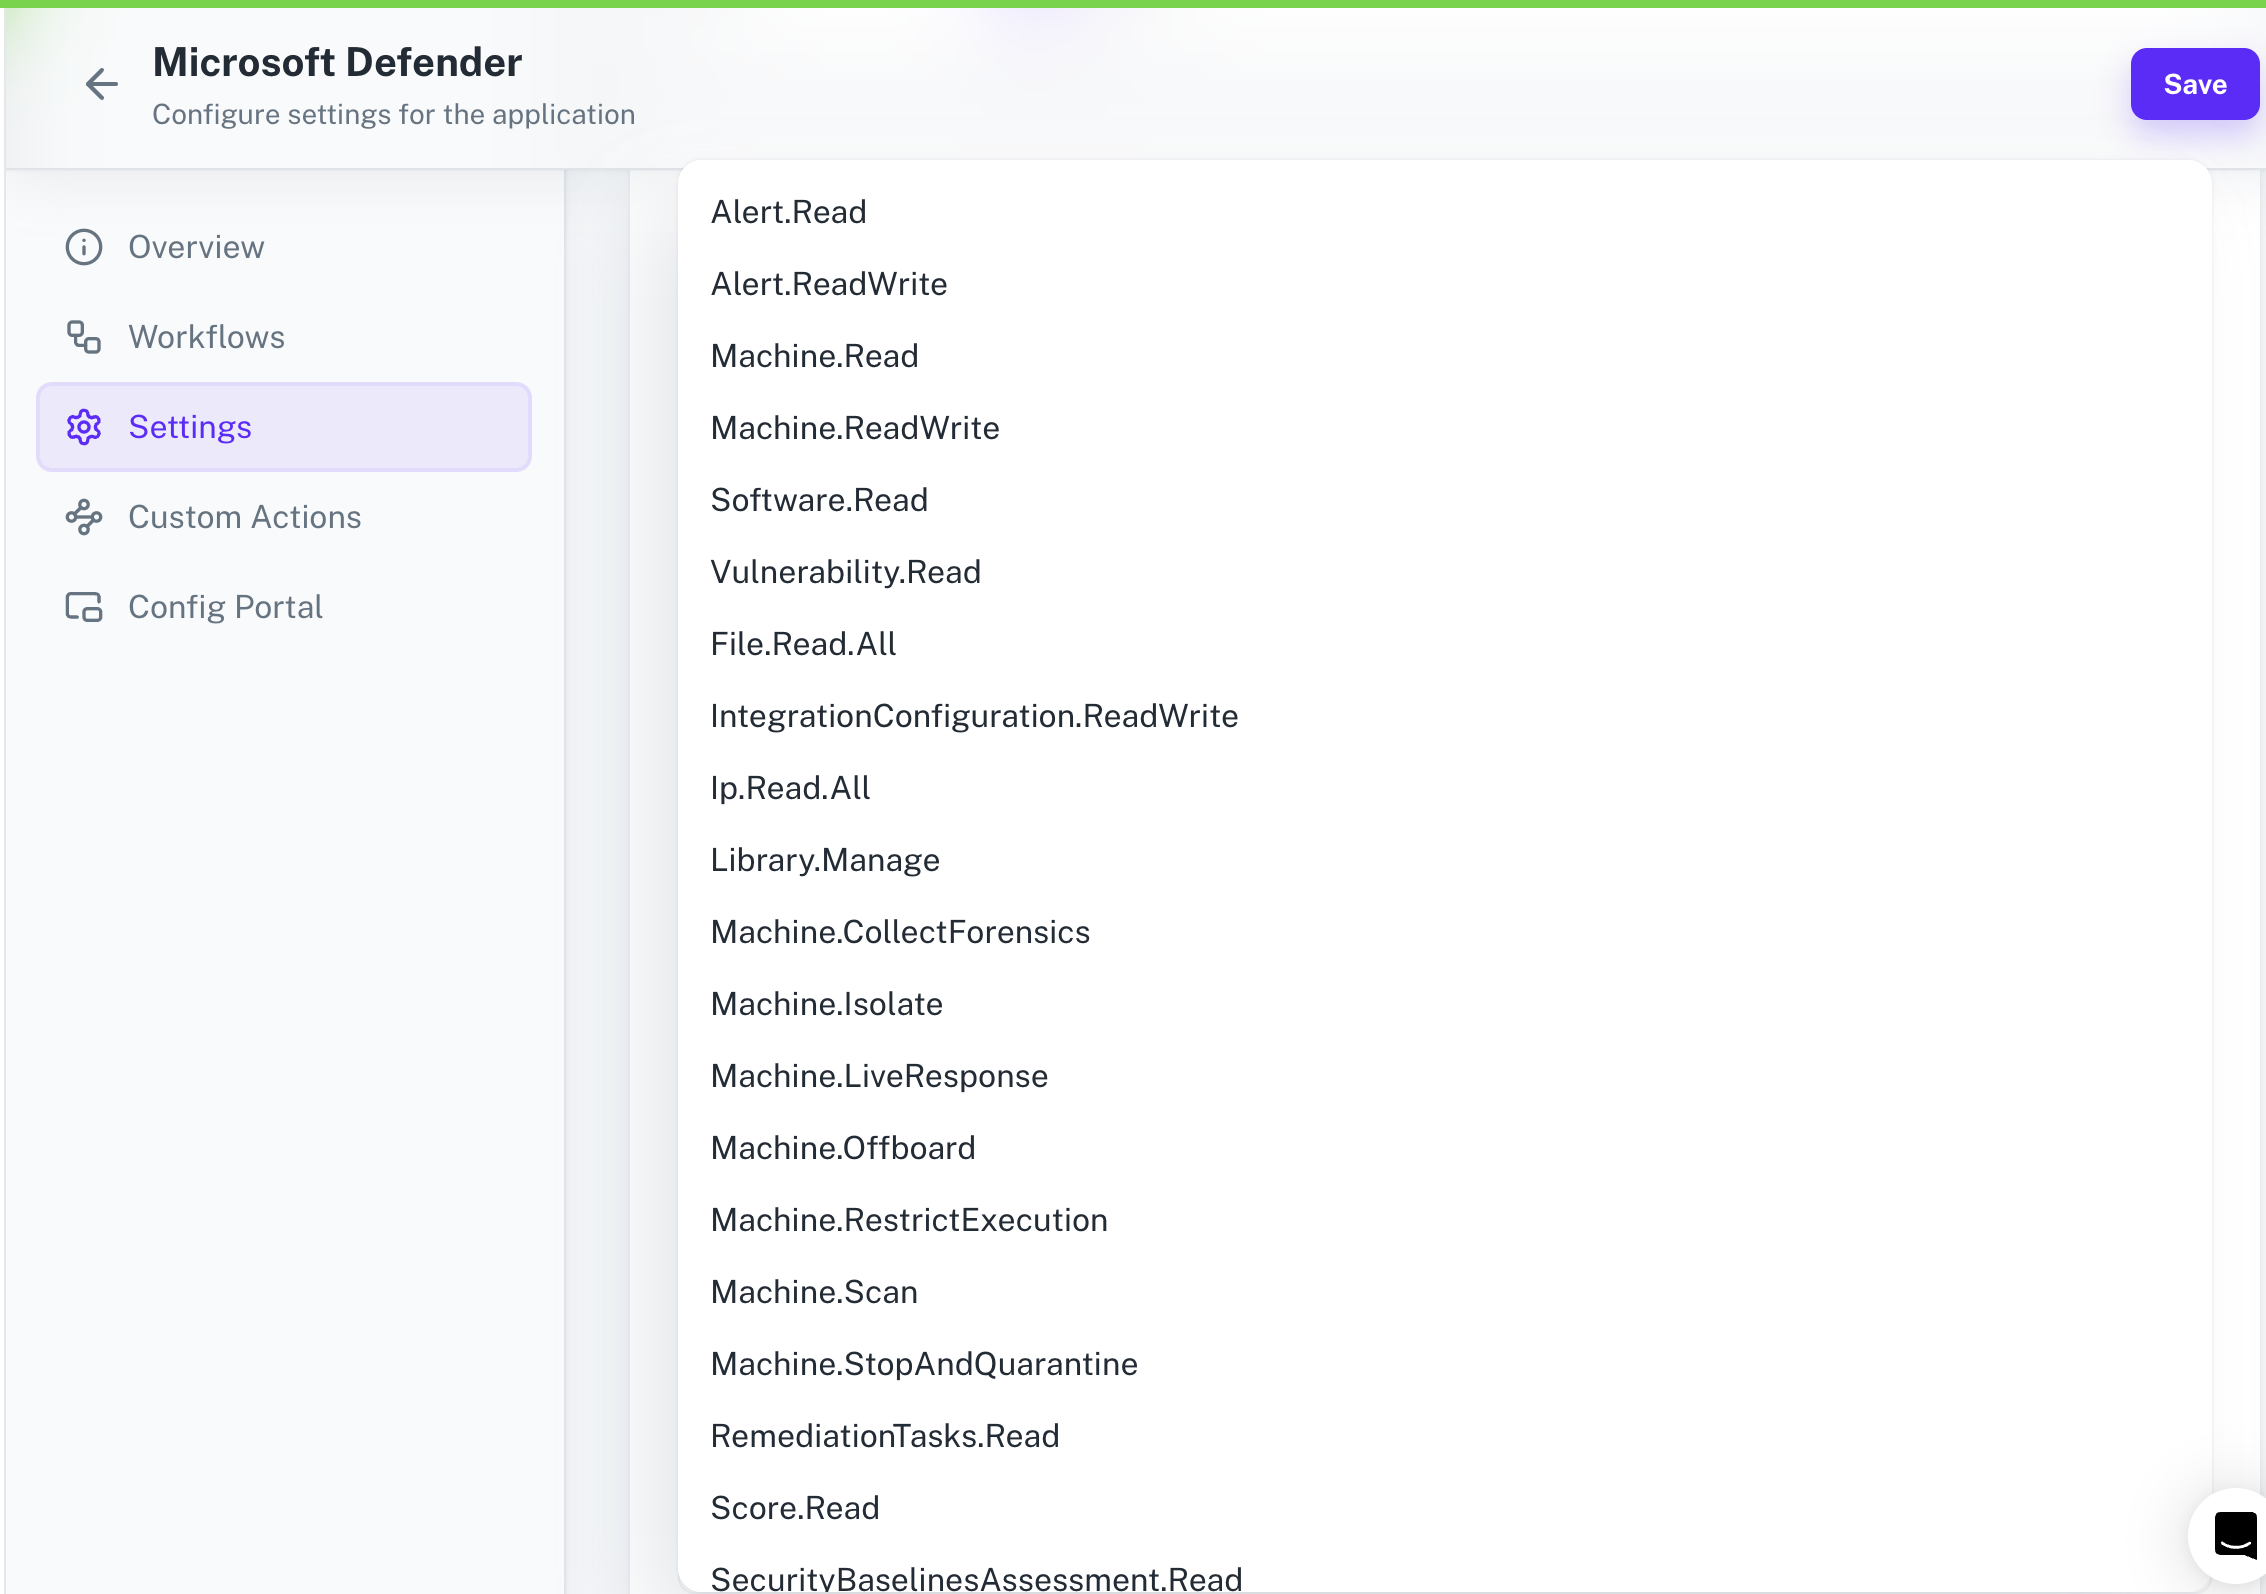 Microsoft Defender
Configure settings for the application
Save
Overview
Workflows
Settings
Custom Actions
Config Portal
Alert.Read
Alert.ReadWrite
Machine.Read
Machine.ReadWrite
Software.Read
Vulnerability.Read
File.Read.All
IntegrationConfiguration.ReadWrite
Ip.Read.All
Library.Manage
Machine.CollectForensics
Machine.Isolate
Machine.LiveResponse
Machine.Offboard
Machine.RestrictExecution
Machine.Scan
Machine.StopAndQuarantine
RemediationTasks.Read
Score.Read
SecurityBaselinesAssessment.Read